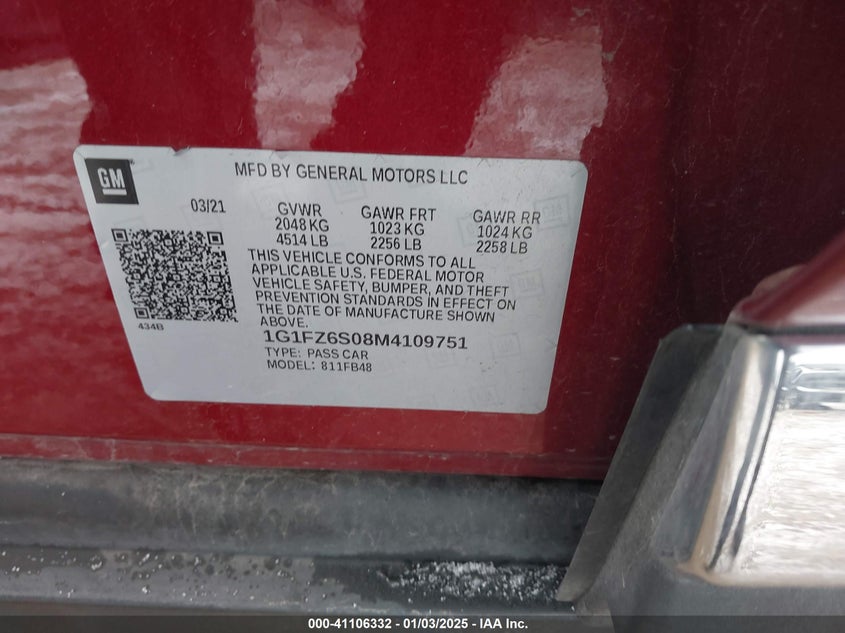 GM
MFD BY GENERAL MOTORS LLC
03/21
GVWR
2048 KG
4514 LB
GAWR FRT
1023 KG
2256 LB
GAWR RR
1024 KG
2258 LB
THIS VEHICLE CONFORMS TO ALL
APPLICABLE U.S. FEDERAL MOTOR
VEHICLE SAFETY, BUMPER, AND THEFT
PREVENTION STANDARDS IN EFFECT ON
THE DATE OF MANUFACTURE SHOWN
ABOVE.
434B
1G1FZ6S08M4109751
TYPE: PASS CAR
MODEL: 811FB48
000-41106332 - 01/03/2025 - IAA Inc.